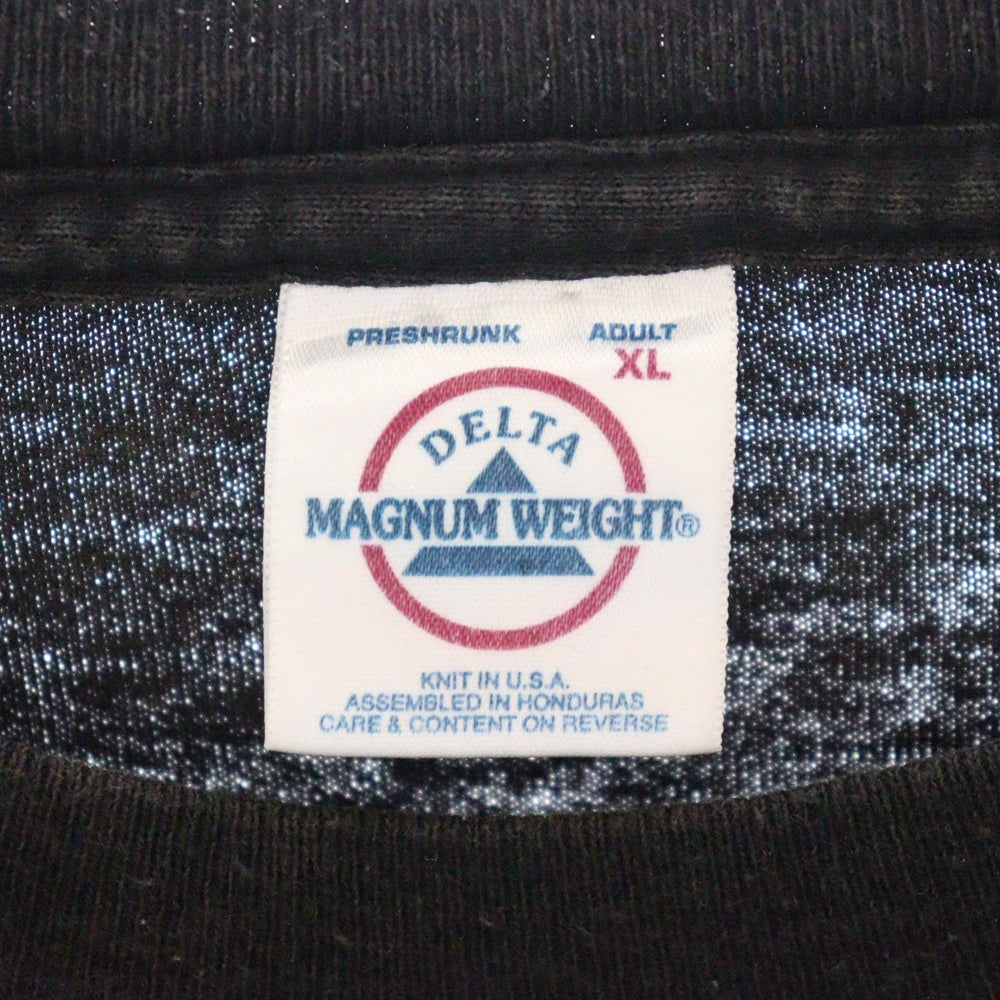 PRESHRUNK ADULT
XL
DELTA
MAGNUM WEIGHT®
KNIT IN U.S.A.
ASSEMBLED IN HONDURAS
CARE & CONTENT ON REVERSE